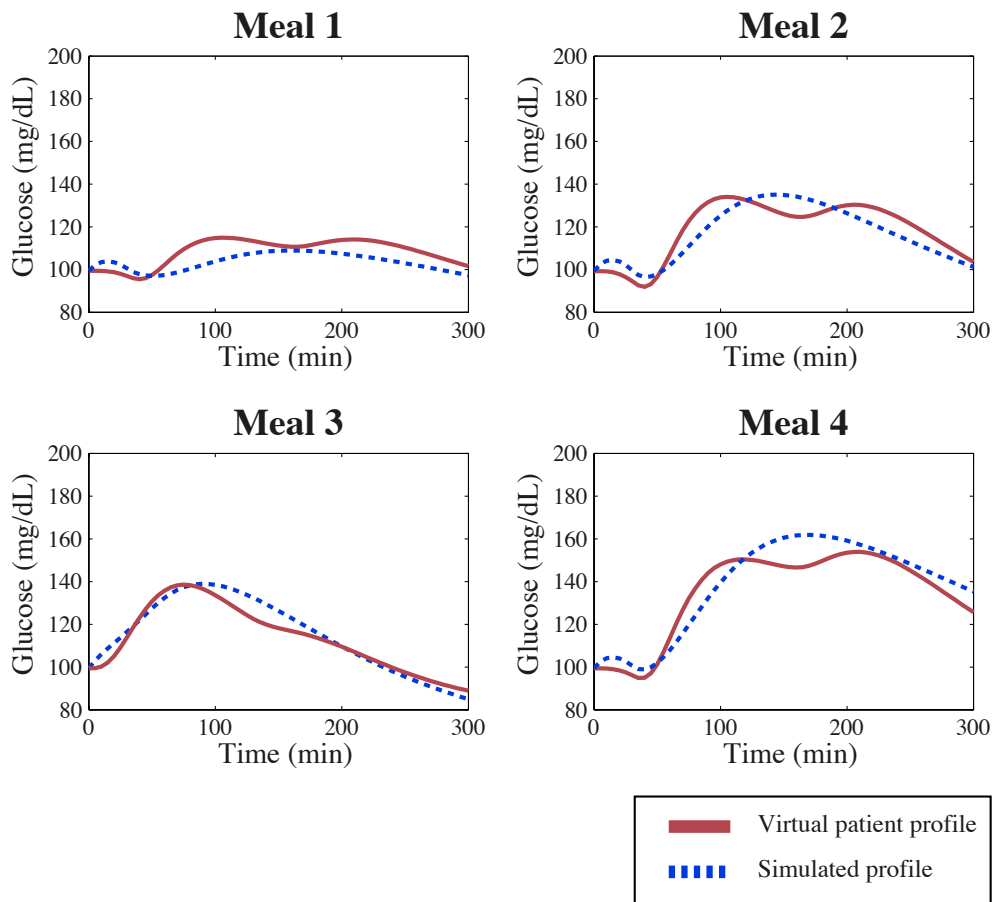 Meal 1
Glucose (mg/dL)
200
180
160
140
120
100
80
0 100 200 300
Time (min)
Meal 2
Glucose (mg/dL)
200
180
160
140
120
100
80
0 100 200 300
Time (min)
Meal 3
Glucose (mg/dL)
200
180
160
140
120
100
80
0 100 200 300
Time (min)
Meal 4
Glucose (mg/dL)
200
180
160
140
120
100
80
0 100 200 300
Time (min)
Virtual patient profile
Simulated profile